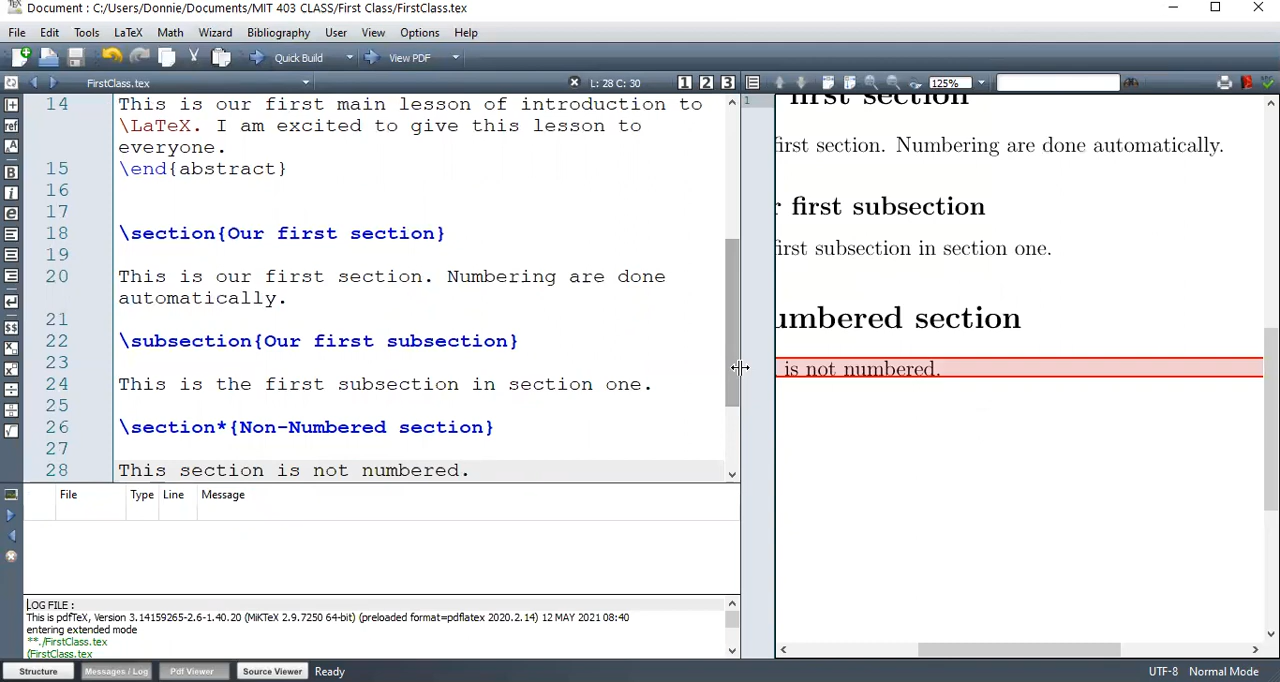 Document : C:/Users/Donnie/Documents/MIT 403 CLASS/First Class/FirstClass.tex
File Edit Tools LaTeX Math Wizard Bibliography User View Options Help
Quick Build View PDF
FirstClass.tex L: 28 C: 30 1 2 3 125%
14 This is our first main lesson of introduction to
\LaTeX. I am excited to give this lesson to
everyone.
15 \end{abstract}
16
17
18 \section{Our first section}
19
20 This is our first section. Numbering are done
automatically.
21
22 \subsection{Our first subsection}
23
24 This is the first subsection in section one.
25
26 \section*{Non-Numbered section}
27
28 This section is not numbered.
1
first section
first section. Numbering are done automatically.
r first subsection
first subsection in section one.
umbered section
is not numbered.
File Type Line Message
LOG FILE :
This is pdfTeX, Version 3.14159265-2.6-1.40.20 (MiKTeX 2.9.7250 64-bit) (preloaded format=pdflatex 2020.2.14) 12 MAY 2021 08:40
entering extended mode
**./FirstClass.tex
(FirstClass.tex
Structure Messages / Log Pdf Viewer Source Viewer Ready UTF-8 Normal Mode